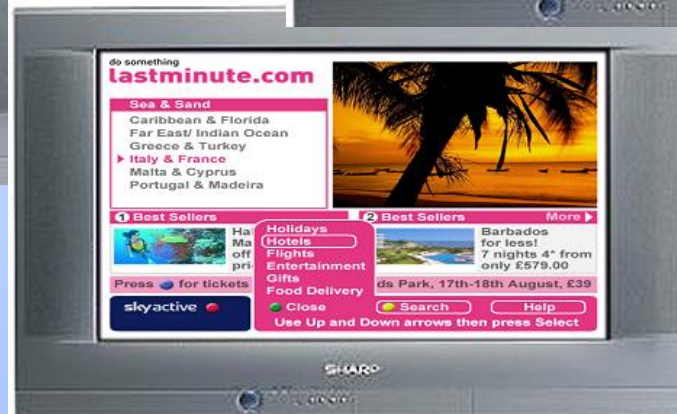 do something
lastminute.com
Sea & Sand
Caribbean & Florida
Far East/ Indian Ocean
Greece & Turkey
Italy & France
Malta & Cyprus
Portugal & Madeira
1 Best Sellers
2 Best Sellers More
Barbados
for less!
7 nights 4* from
only £579.00
off
Holidays
Hotels
Flights
Entertainment
Gifts
Food Delivery
Press for tickets
ds Park, 17th-18th August, £39
skyactive
Close Search Help
Use Up and Down arrows then press Select
SHARP